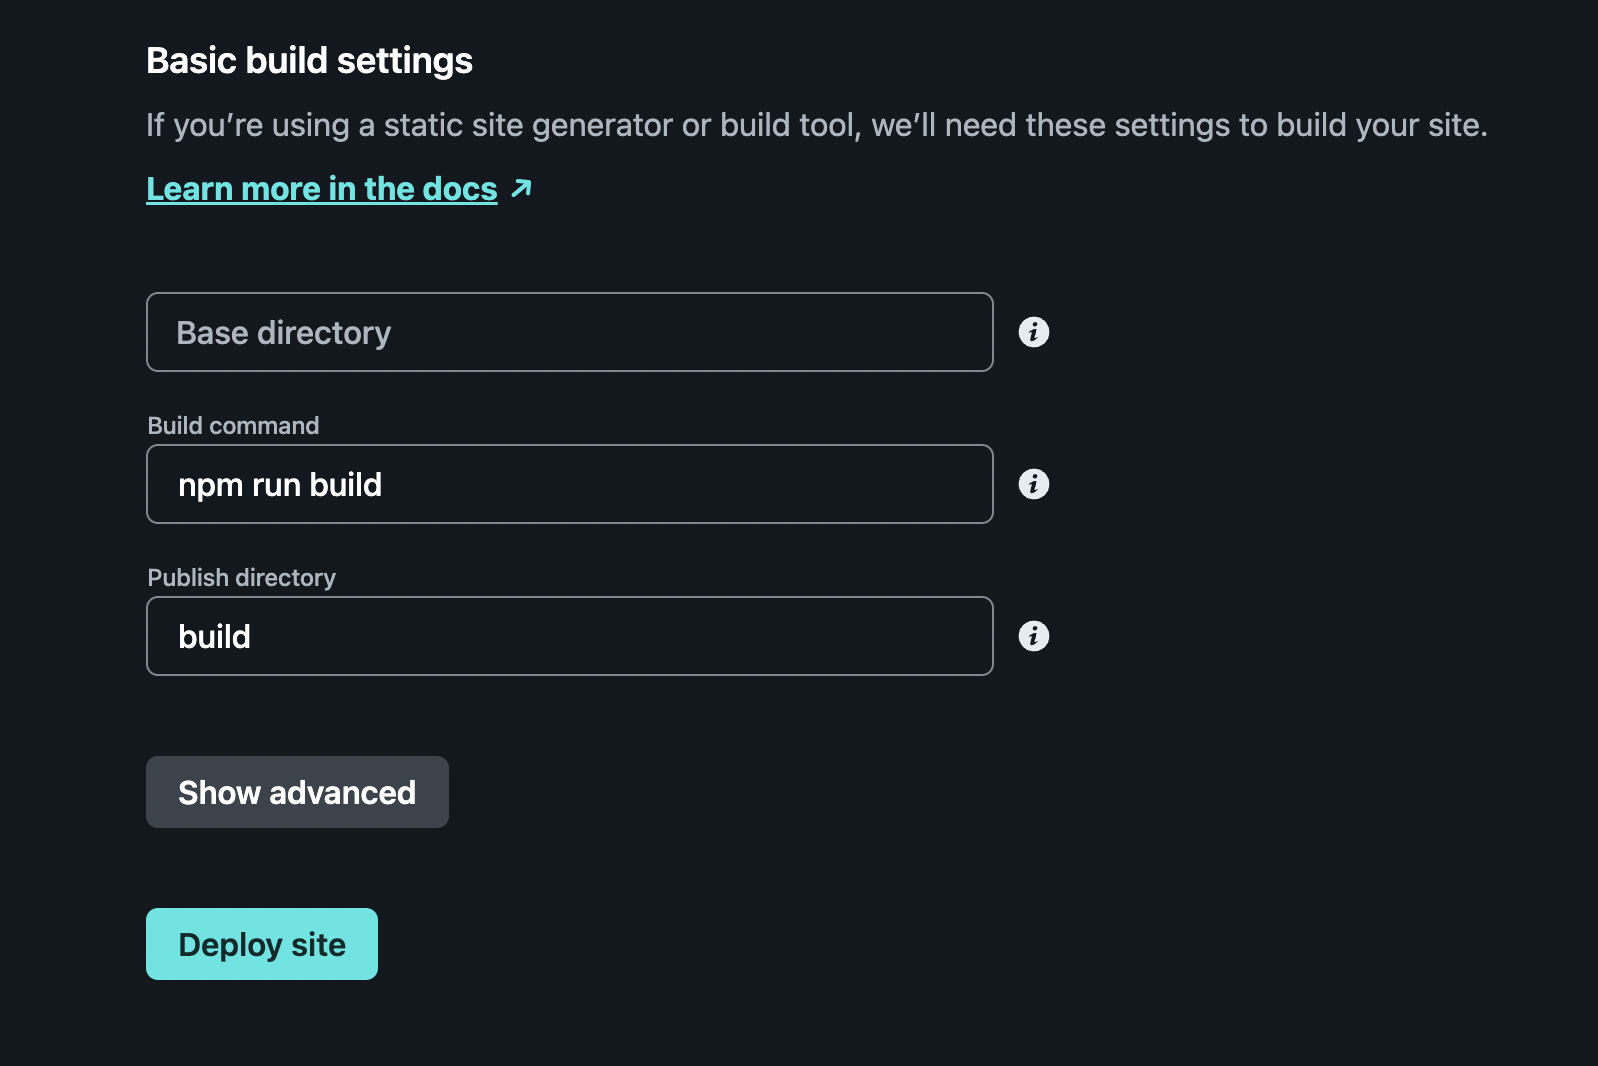 Basic build settings
If you’re using a static site generator or build tool, we’ll need these settings to build your site.
Learn more in the docs ↗
Base directory
Build command
npm run build
Publish directory
build
Show advanced
Deploy site